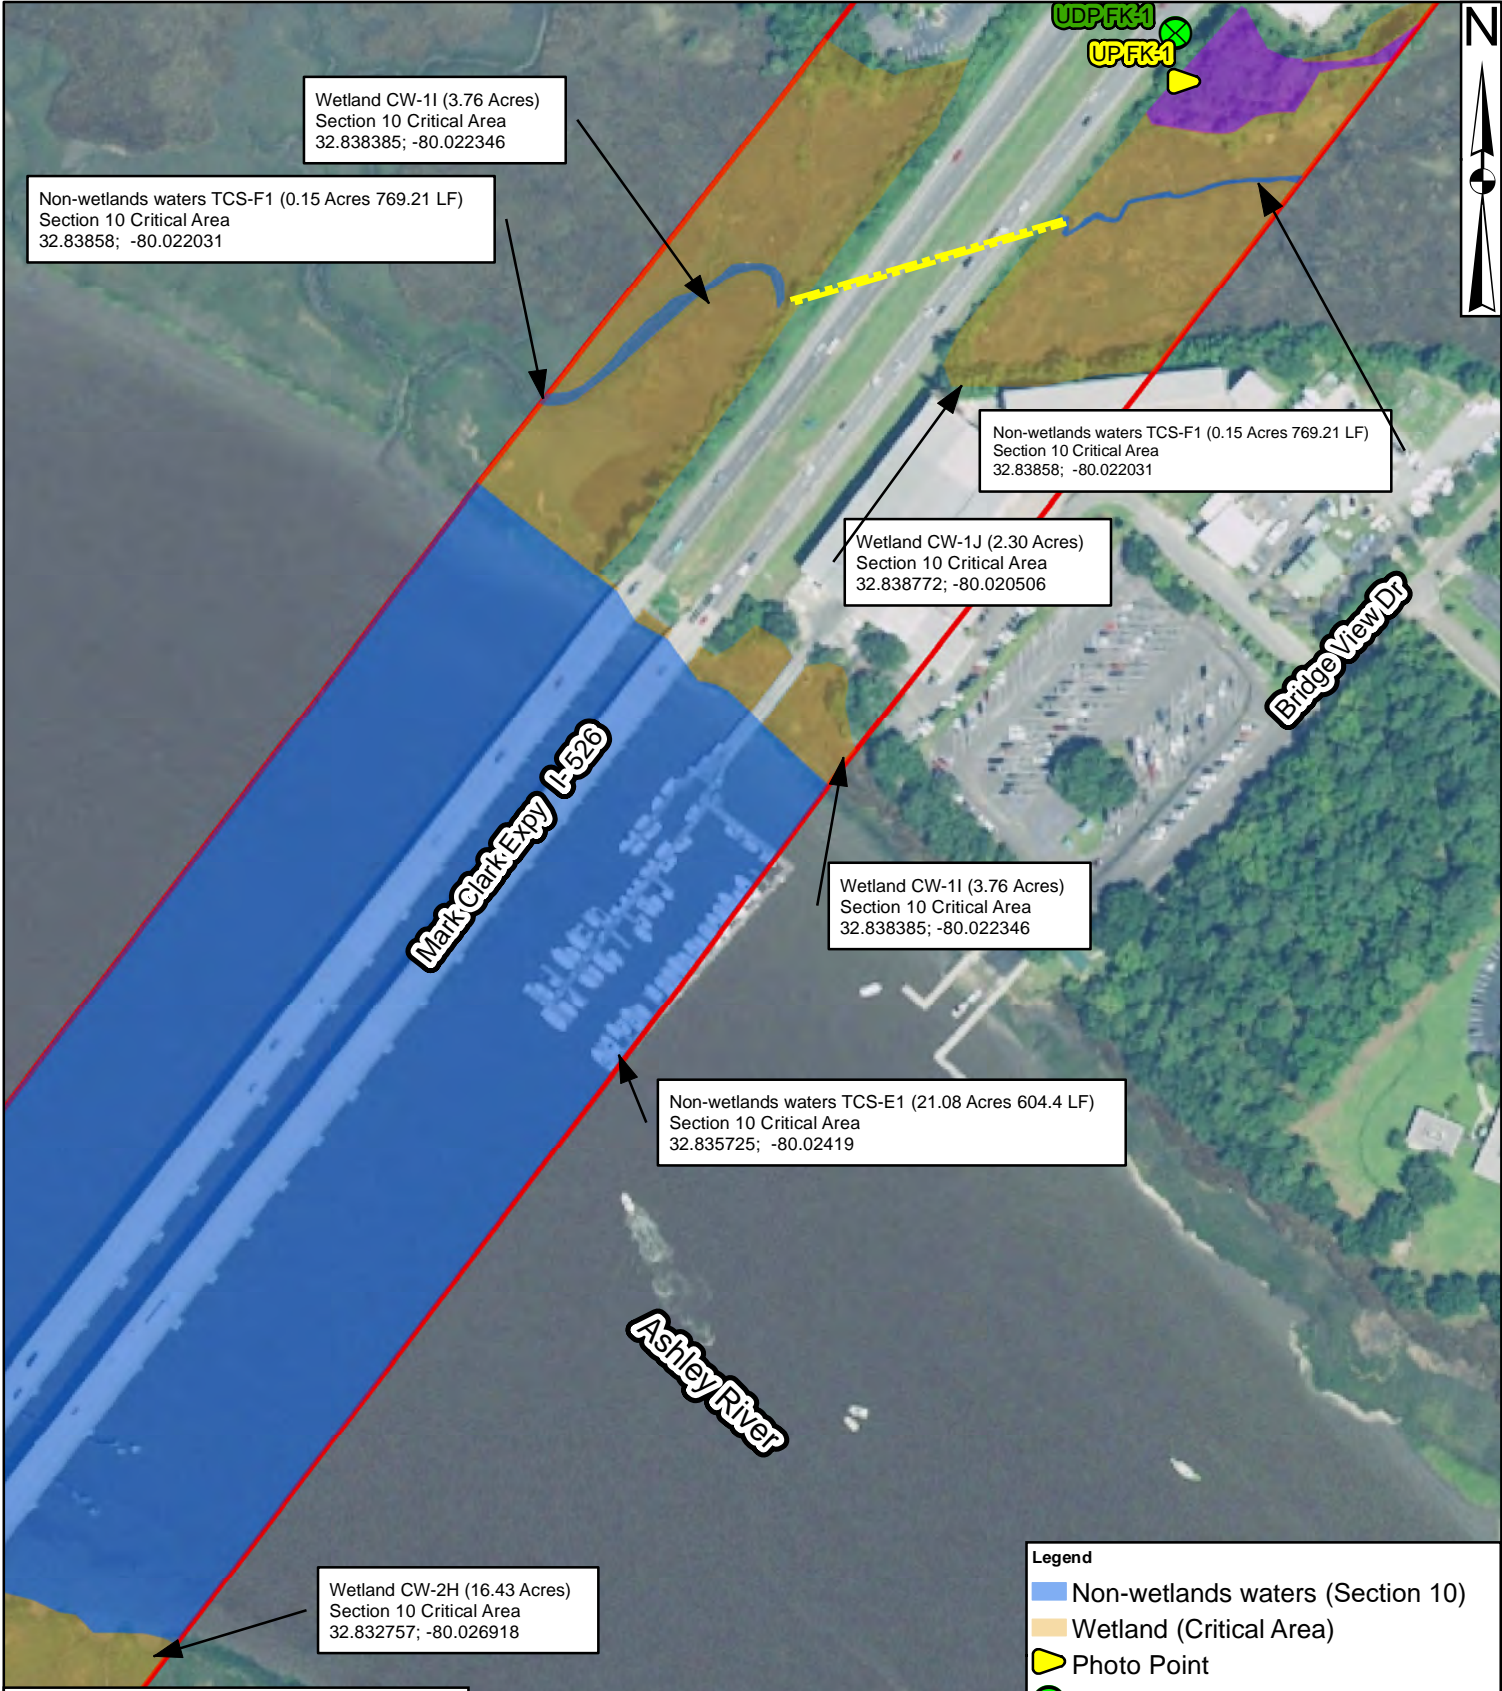 UDP FK-1
UP FK-1
N
Wetland CW-1I (3.76 Acres)
Section 10 Critical Area
32.838385; -80.022346
Non-wetlands waters TCS-F1 (0.15 Acres 769.21 LF)
Section 10 Critical Area
32.83858; -80.022031
Non-wetlands waters TCS-F1 (0.15 Acres 769.21 LF)
Section 10 Critical Area
32.83858; -80.022031
Wetland CW-1J (2.30 Acres)
Section 10 Critical Area
32.838772; -80.020506
Bridge View Dr
Mark Clark Expy I-526
Wetland CW-1I (3.76 Acres)
Section 10 Critical Area
32.838385; -80.022346
Non-wetlands waters TCS-E1 (21.08 Acres 604.4 LF)
Section 10 Critical Area
32.835725; -80.02419
Ashley River
Wetland CW-2H (16.43 Acres)
Section 10 Critical Area
32.832757; -80.026918
Legend
Non-wetlands waters (Section 10)
Wetland (Critical Area)
Photo Point